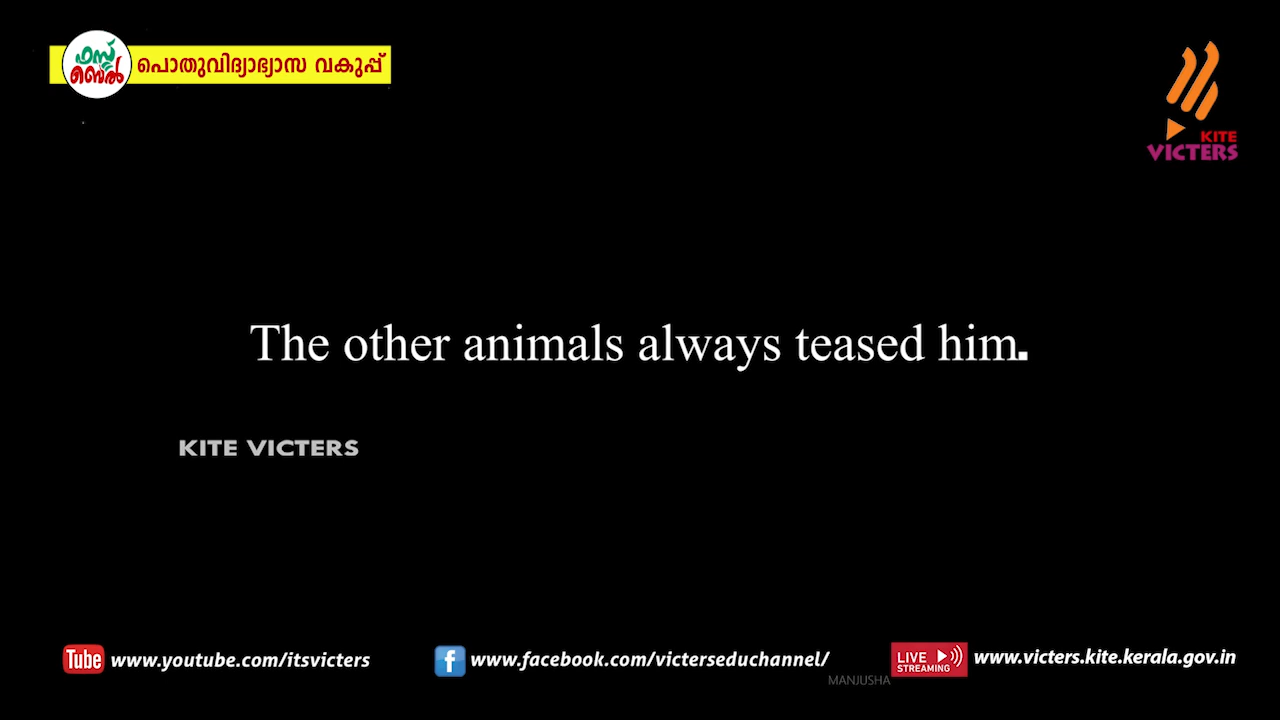 ഫസ്റ്റ്
ബെൽ
പൊതുവിദ്യാഭ്യാസ വകുപ്പ്
KITE
VICTERS
The other animals always teased him.
KITE VICTERS
Tube www.youtube.com/itsvicters
f www.facebook.com/victerseduchannel/
MANJUSHA
LIVE
STREAMING
www.victers.kite.kerala.gov.in